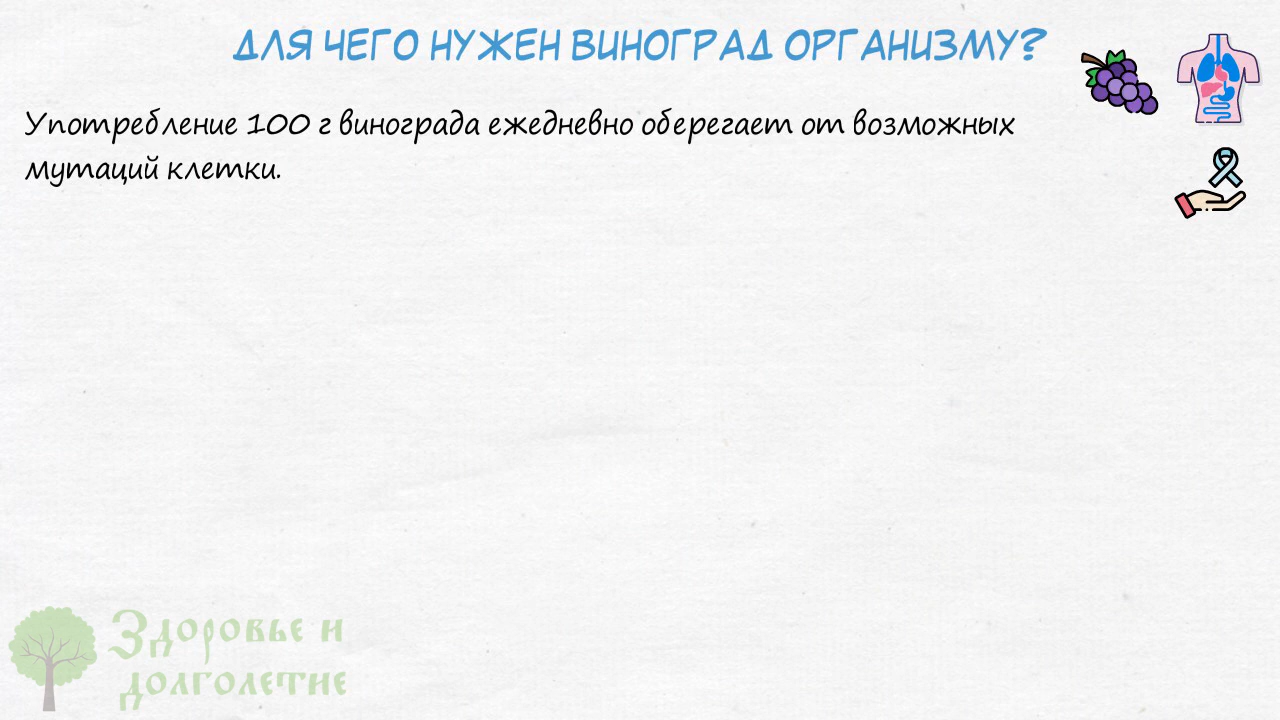 ДЛЯ ЧЕГО НУЖЕН ВИНОГРАД ОРГАНИЗМУ?
Употребление 100 г винограда ежедневно оберегает от возможных
мутаций клетки.
Здоровье и
долголетие